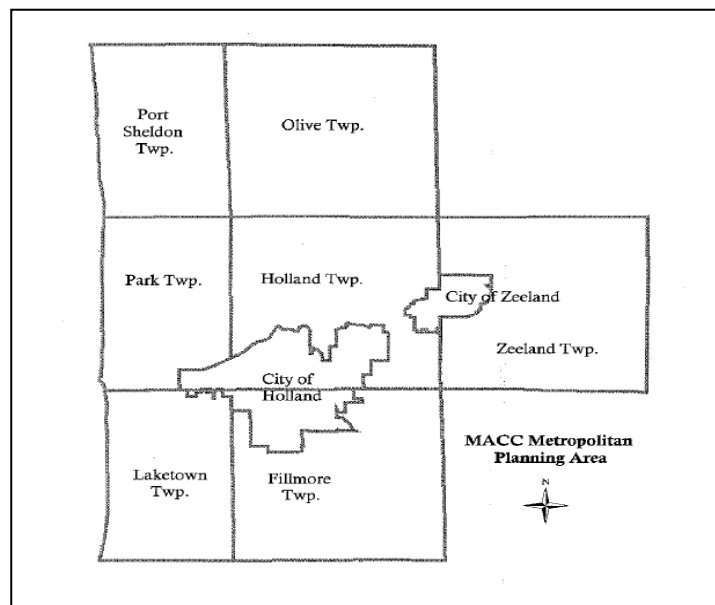 Port
Sheldon
Twp.
Olive Twp.
Park Twp.
Holland Twp.
City of Zeeland
Zeeland Twp.
City of
Holland
MACC Metropolitan
Planning Area
Laketown
Twp.
Fillmore
Twp.
N